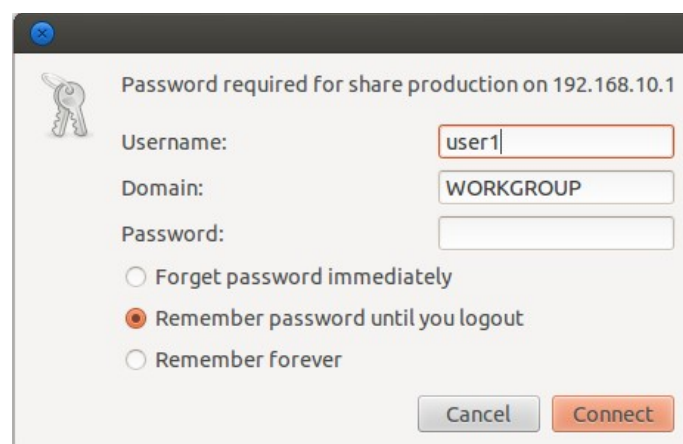 Password required for share production on 192.168.10.1
Username: user1
Domain: WORKGROUP
Password:
Forget password immediately
Remember password until you logout
Remember forever
Cancel Connect